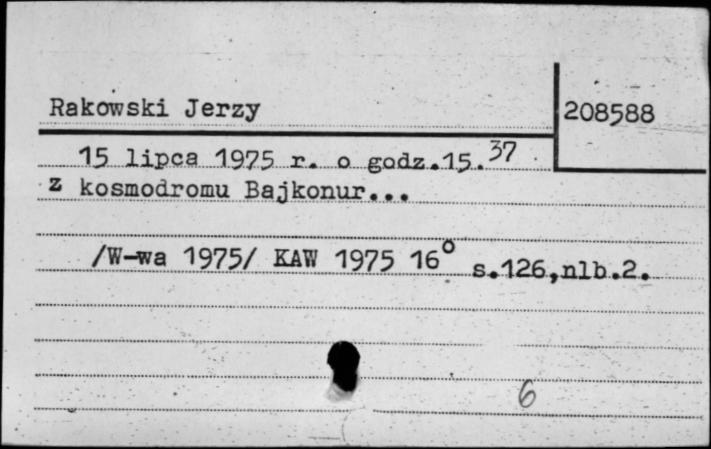 Rakowski Jerzy
208588
15 lipca 1975 r. o godz.15.37
z kosmodromu Bajkonur...
/W-wa 1975/ KAW 1975 16° s.126,nlb.2.
6